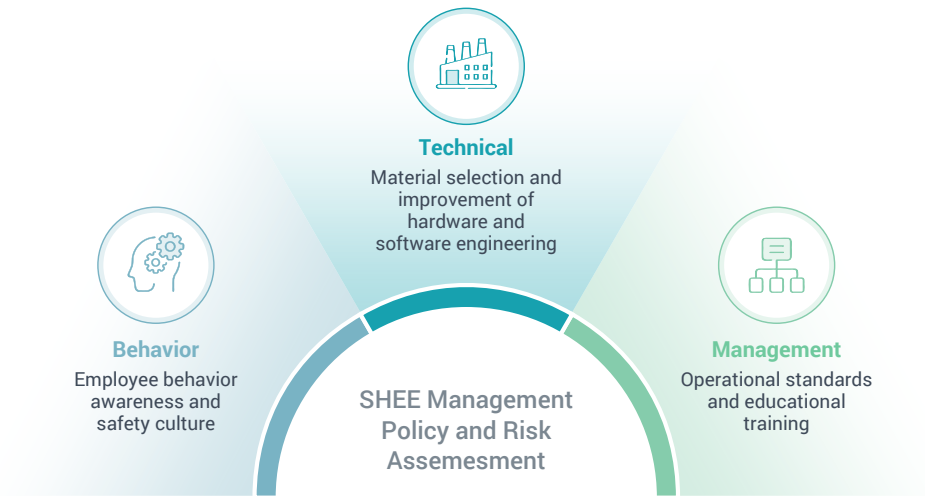 Technical
Material selection and
improvement of
hardware and
software engineering
Behavior
Employee behavior
awareness and
safety culture
Management
Operational standards
and educational
training
SHEE Management
Policy and Risk
Assemesment